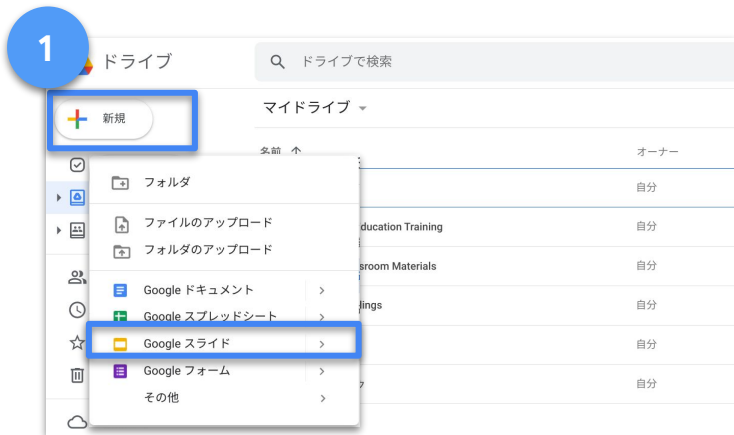 1
ドライブ
ドライブで検索
新規
マイドライブ
名前
オーナー
フォルダ
自分
ファイルのアップロード
ducation Training
自分
フォルダのアップロード
sroom Materials
自分
Google ドキュメント
lings
自分
Google スプレッドシート
Google スライド
自分
Google フォーム
自分
その他